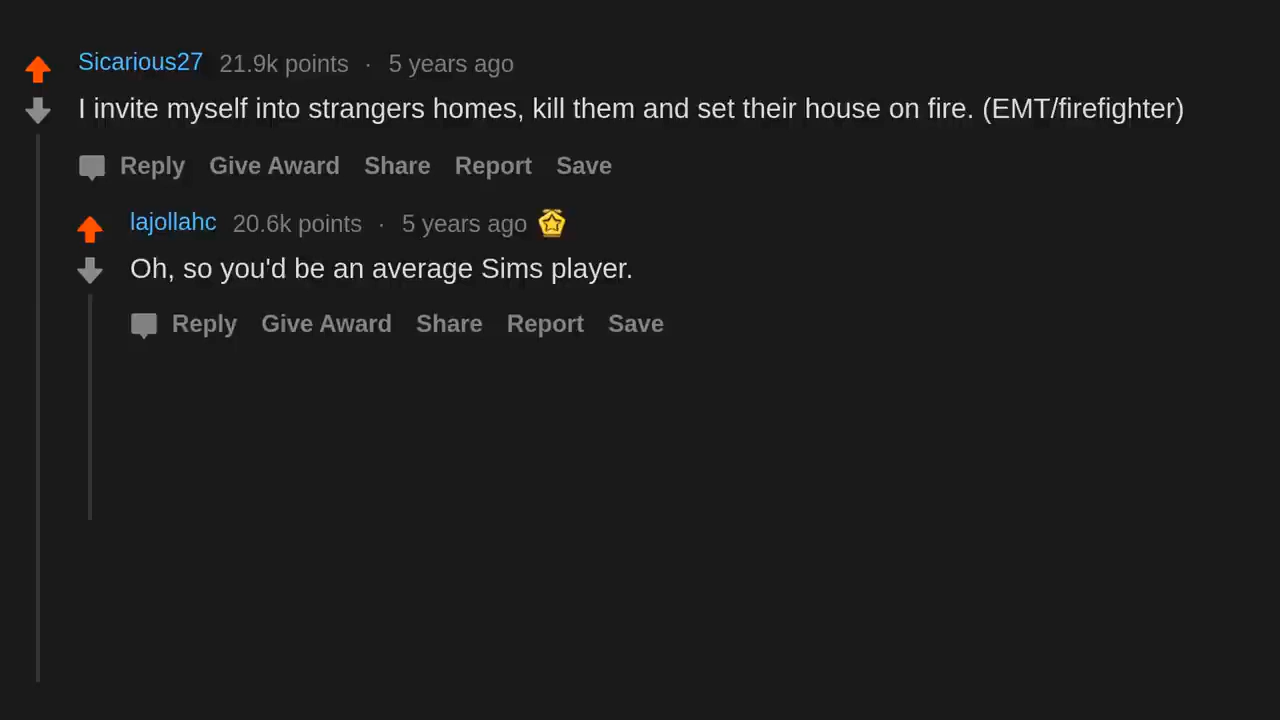 Sicarious27 21.9k points · 5 years ago
I invite myself into strangers homes, kill them and set their house on fire. (EMT/firefighter)
Reply Give Award Share Report Save
lajollahc 20.6k points · 5 years ago
Oh, so you'd be an average Sims player.
Reply Give Award Share Report Save